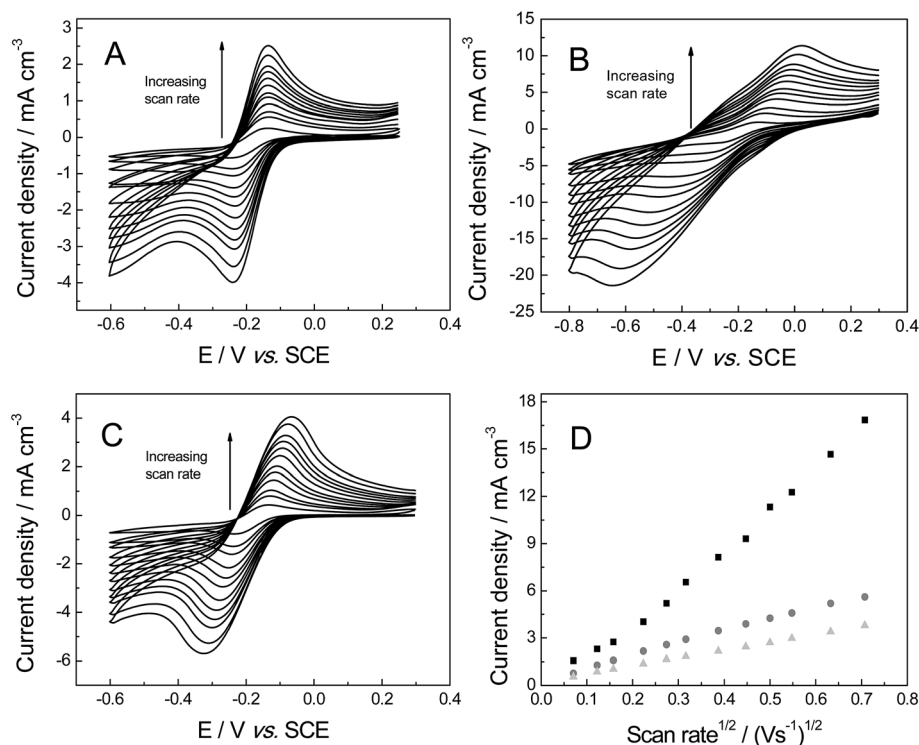 A
Increasing
scan rate
Current density / mA cm-3
3
2
1
0
-1
-2
-3
-4
-0.6 -0.4 -0.2 0.0 0.2 0.4
E / V vs. SCE
B
Increasing
scan rate
Current density / mA cm-3
15
10
5
0
-5
-10
-15
-20
-25
-0.8 -0.6 -0.4 -0.2 0.0 0.2 0.4
E / V vs. SCE
C
Increasing
scan rate
Current density / mA cm-3
4
2
0
-2
-4
-6
-0.6 -0.4 -0.2 0.0 0.2 0.4
E / V vs. SCE
D
Current density / mA cm-3
18
15
12
9
6
3
0
0.0 0.1 0.2 0.3 0.4 0.5 0.6 0.7 0.8
Scan rate1/2 / (Vs-1)1/2